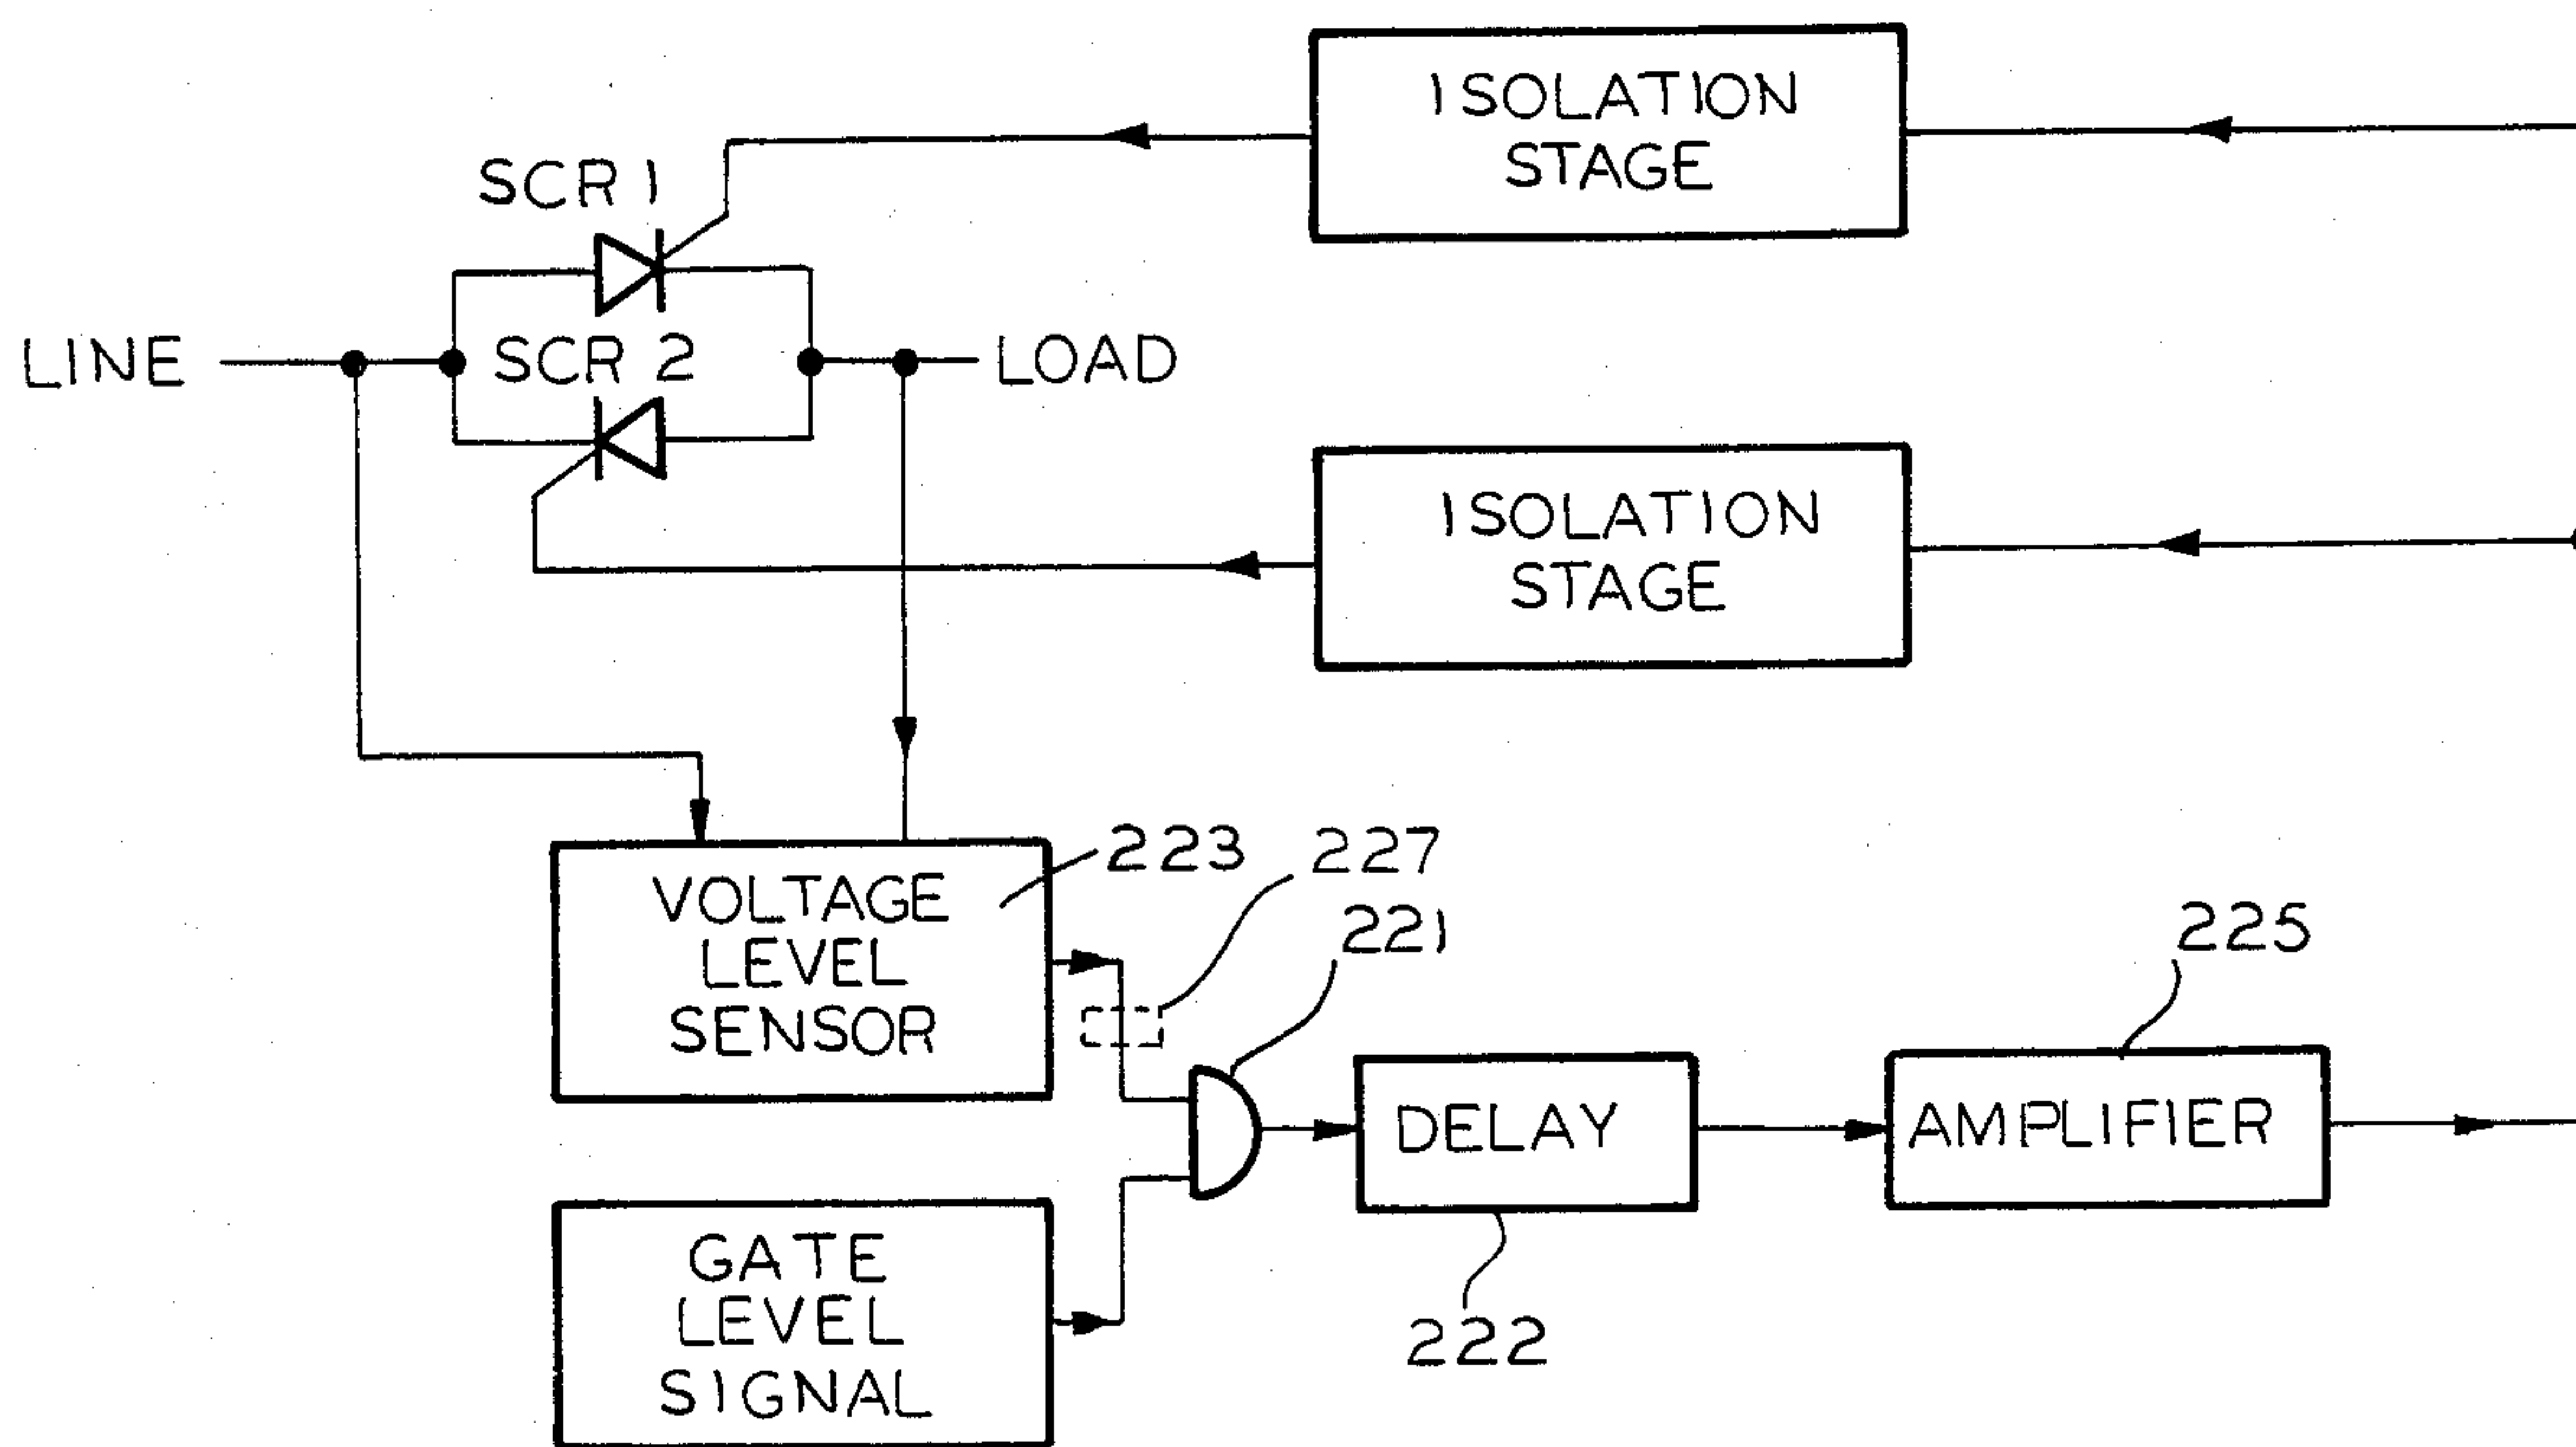 ISOLATION
STAGE
SCR 1
LINE
SCR 2
LOAD
ISOLATION
STAGE
VOLTAGE
LEVEL
SENSOR
223
227
221
225
DELAY
AMPLIFIER
222
GATE
LEVEL
SIGNAL